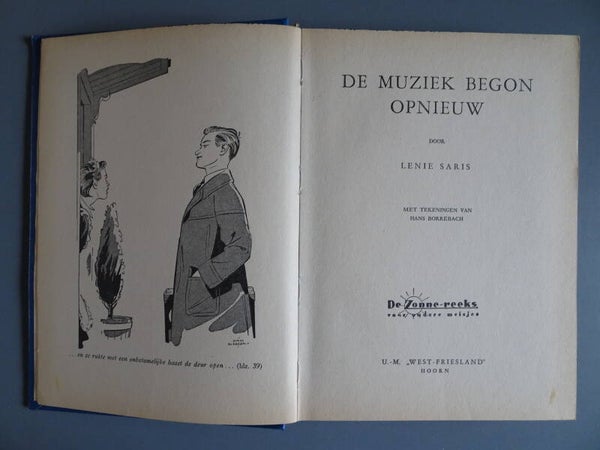 ... en ze rukte met een onbetamelijke haast de deur open ... (blz. 39)
DE MUZIEK BEGON
OPNIEUW
DOOR
LENIE SARIS
MET TEKENINGEN VAN
HANS BORREBACH
De Zonne-reeks
voor oudere meisjes
U.-M. „WEST-FRIESLAND"
HOORN